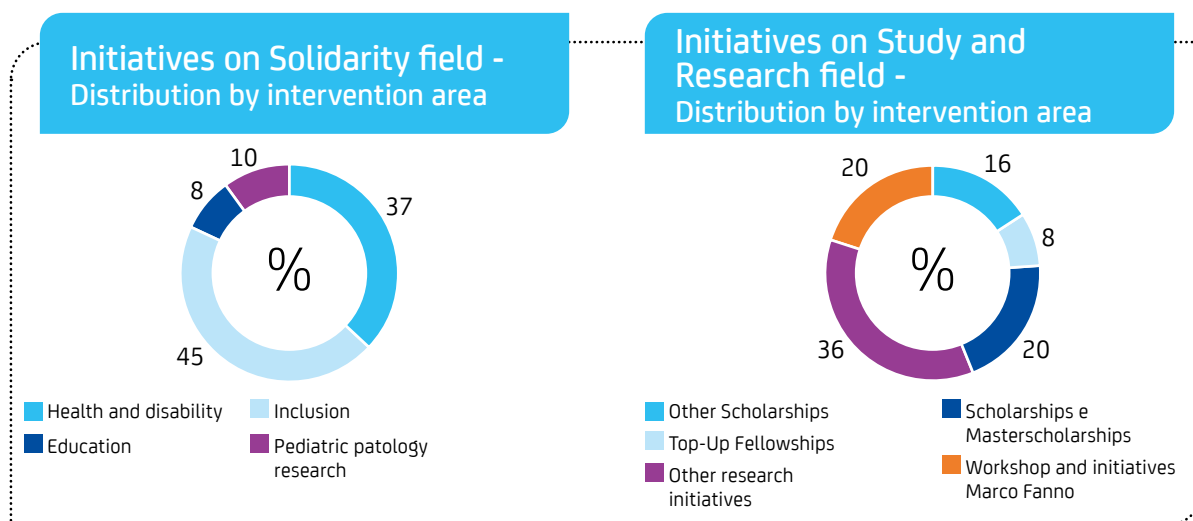 Initiatives on Solidarity field -
Distribution by intervention area
10
8
37
%
45
Health and disability
Inclusion
Education
Pediatric patology
research
Initiatives on Study and
Research field -
Distribution by intervention area
20
16
8
%
36
20
Other Scholarships
Top-Up Fellowships
Other research
initiatives
Scholarships e
Masterscholarships
Workshop and initiatives
Marco Fanno